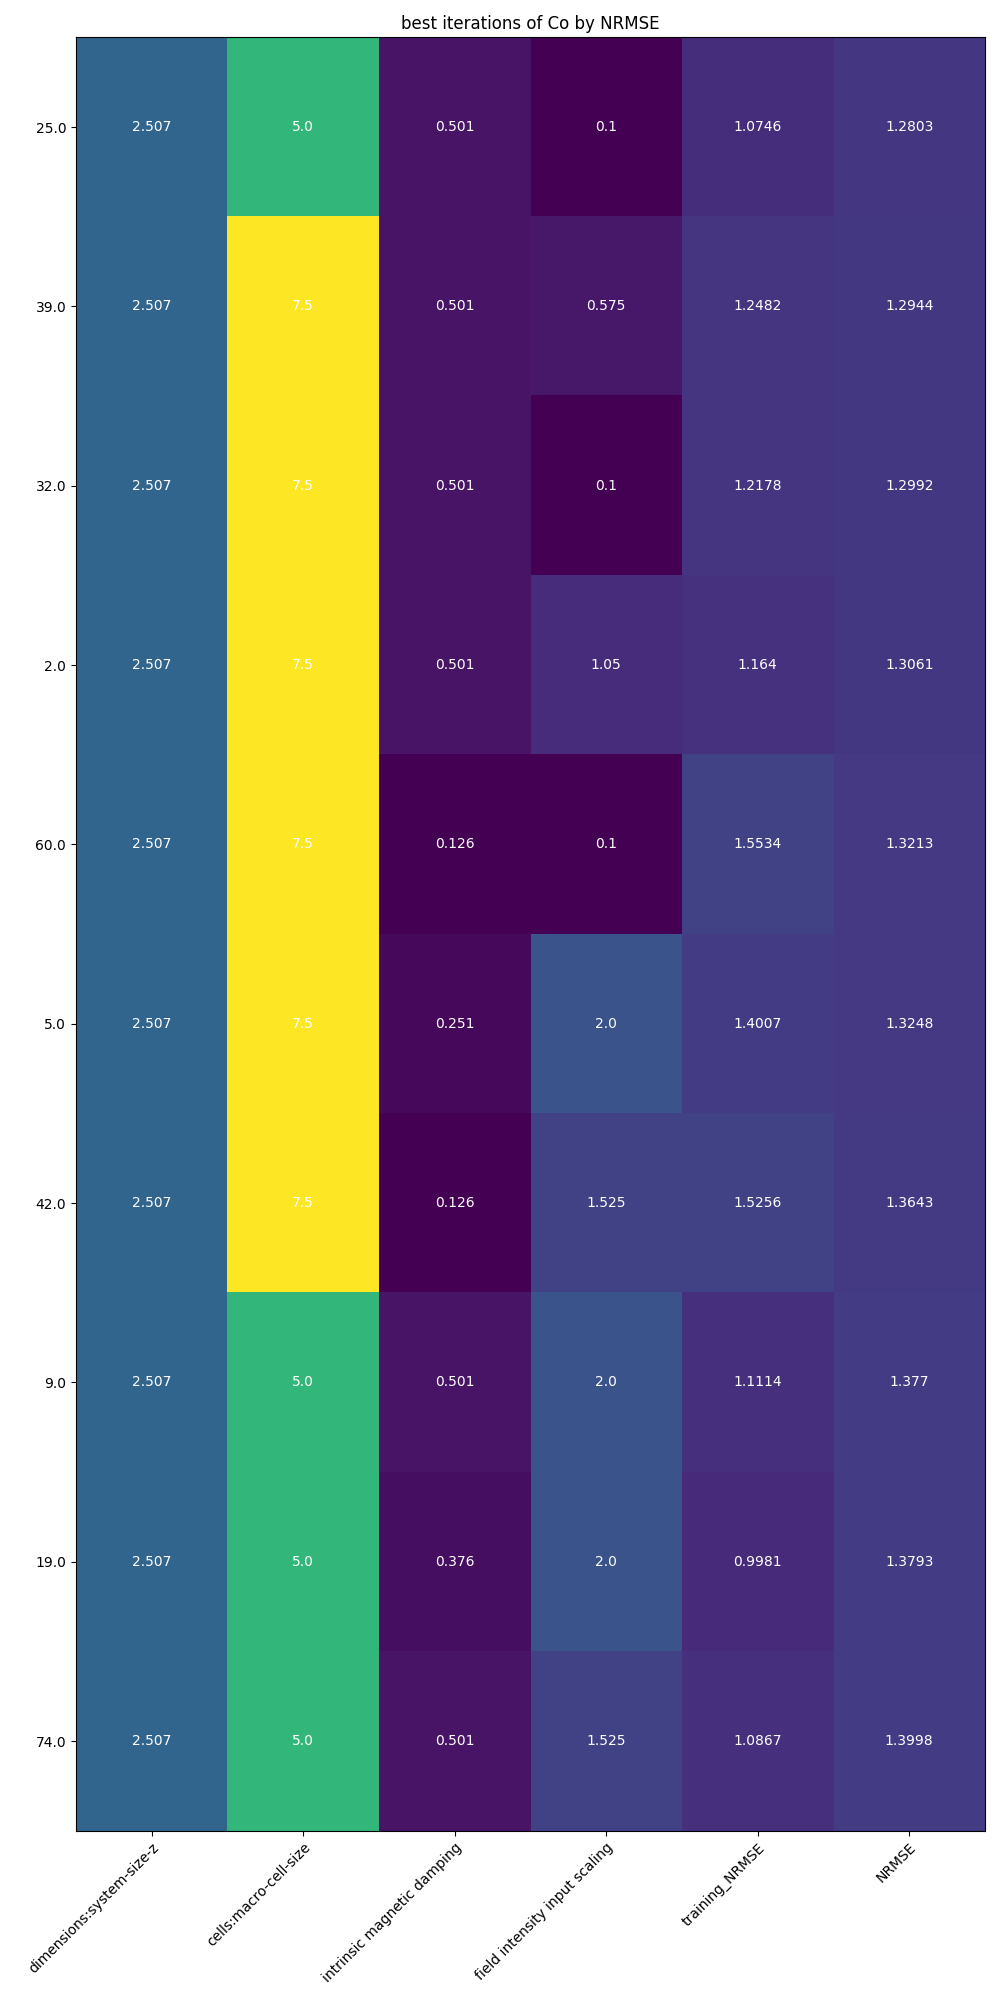 best iterations of Co by NRMSE
25.0 2.507 5.0 0.501 0.1 1.0746 1.2803
39.0 2.507 7.5 0.501 0.575 1.2482 1.2944
32.0 2.507 7.5 0.501 0.1 1.2178 1.2992
2.0 2.507 7.5 0.501 1.05 1.164 1.3061
60.0 2.507 7.5 0.126 0.1 1.5534 1.3213
5.0 2.507 7.5 0.251 2.0 1.4007 1.3248
42.0 2.507 7.5 0.126 1.525 1.5256 1.3643
9.0 2.507 5.0 0.501 2.0 1.1114 1.377
19.0 2.507 5.0 0.376 2.0 0.9981 1.3793
74.0 2.507 5.0 0.501 1.525 1.0867 1.3998
dimensions:system-size-z
cells:macro-cell-size
intrinsic magnetic damping
field intensity input scaling
training_NRMSE
NRMSE